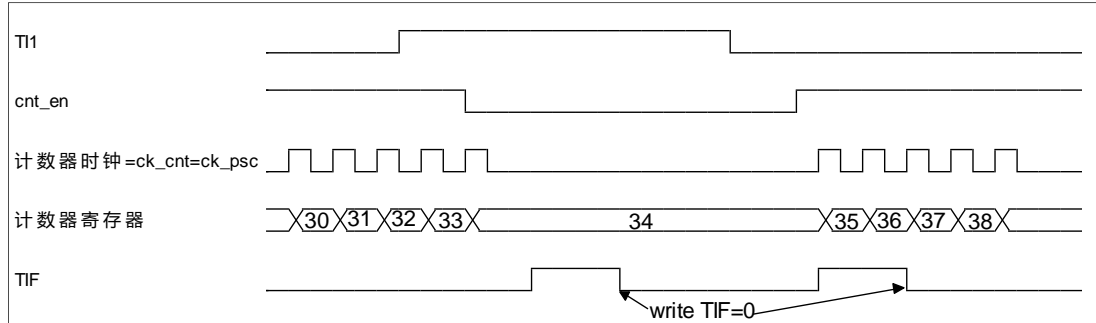 TI1
cnt_en
计数器时钟=ck_cnt=ck_psc
计数器寄存器 30 31 32 33 34 35 36 37 38
TIF
write TIF=0